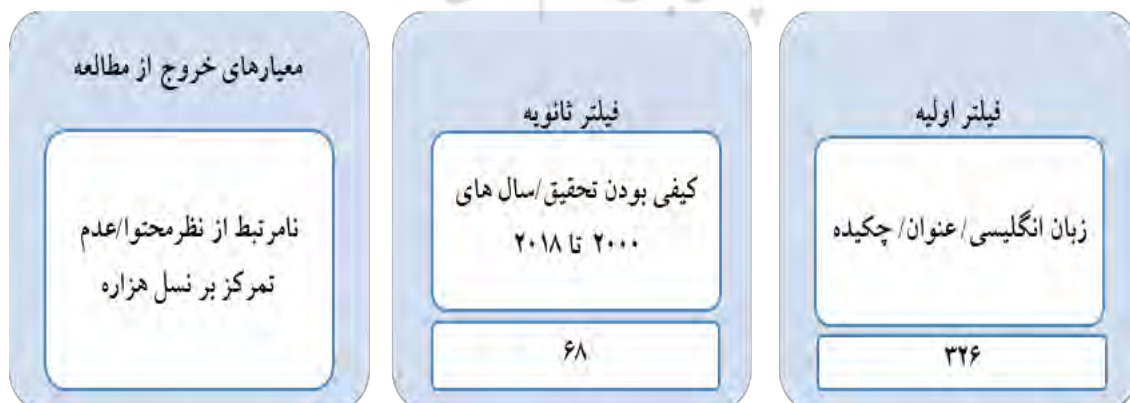 فیلتر اولیه
زبان انگلیسی/عنوان/ چکیده
۳۲۶
فیلتر ثانویه
کیفی بودن تحقیق/سال های
۲۰۰۰ تا ۲۰۱۸
۶۸
معیارهای خروج از مطالعه
نامرتبط از نظرمحتوا/عدم
تمرکز بر نسل هزاره